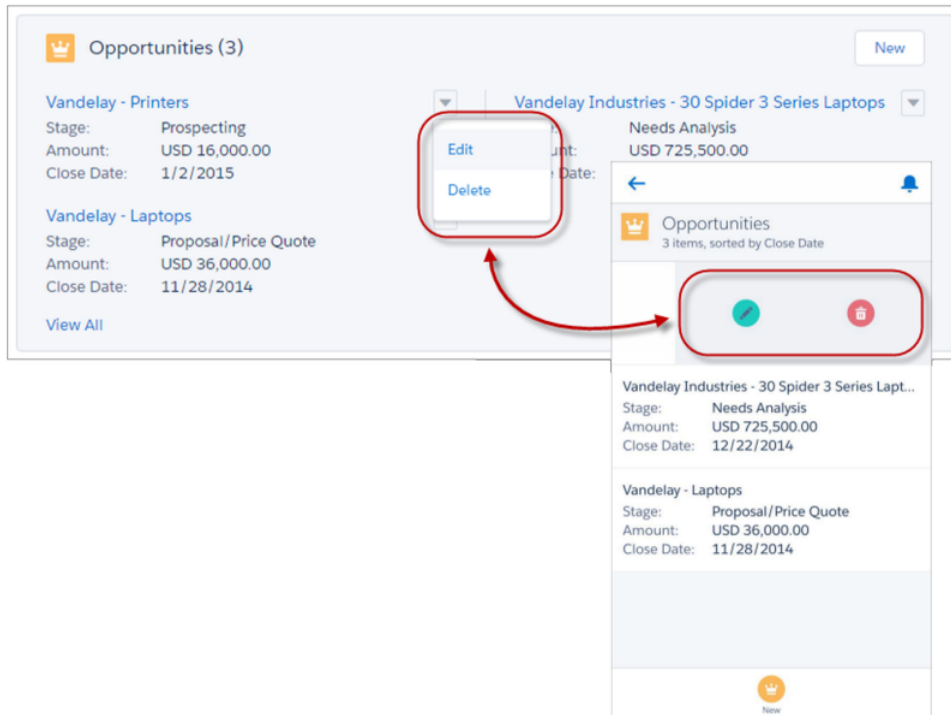 Opportunities (3)
New
Vandelay - Printers
Stage: Prospecting
Amount: USD 16,000.00
Close Date: 1/2/2015
Vandelay - Laptops
Stage: Proposal/Price Quote
Amount: USD 36,000.00
Close Date: 11/28/2014
View All
Edit
Delete
Vandelay Industries - 30 Spider 3 Series Laptops
Needs Analysis
USD 725,500.00
Date:
Opportunities
3 items, sorted by Close Date
Vandelay Industries - 30 Spider 3 Series Lapt...
Stage: Needs Analysis
Amount: USD 725,500.00
Close Date: 12/22/2014
Vandelay - Laptops
Stage: Proposal/Price Quote
Amount: USD 36,000.00
Close Date: 11/28/2014
New